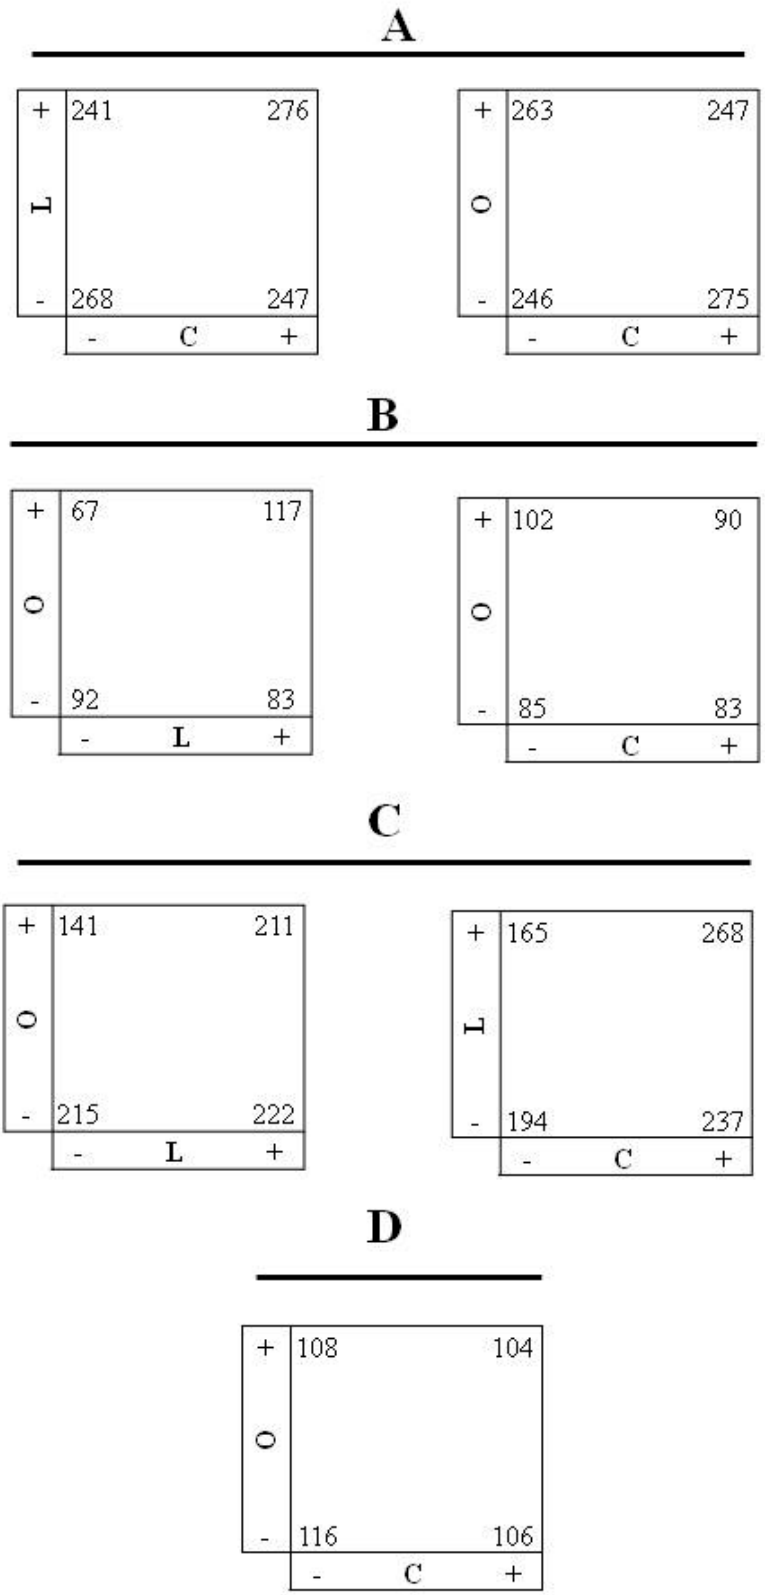 A
+ 241 276 + 263 247
L O
- 268 247 - 246 275
- C + - C +
B
+ 67 117 + 102 90
O O
- 92 83 - 85 83
- L + - C +
C
+ 141 211 + 165 268
O L
- 215 222 - 194 237
- L + - C +
D
+ 108 104
O
- 116 106
- C +